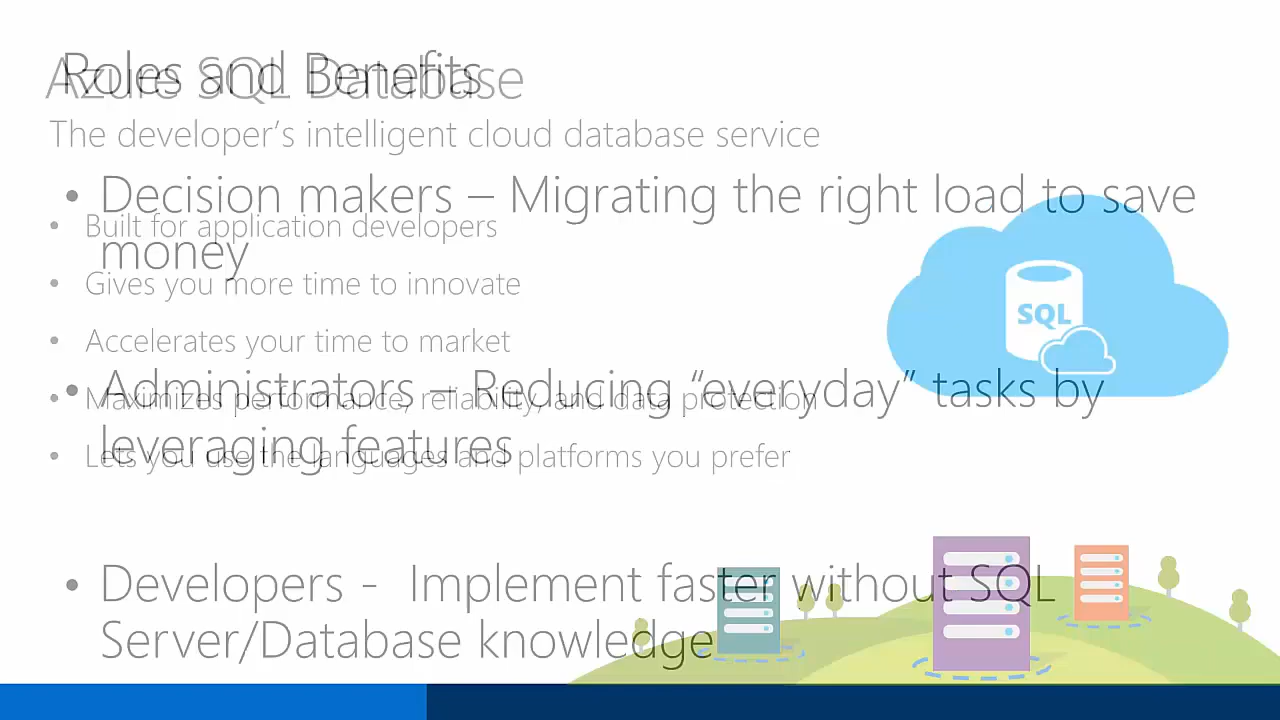 Roles and Benefits
Azure SQL Database
The developer’s intelligent cloud database service
• Decision makers – Migrating the right load to save
money
• Built for application developers
• Gives you more time to innovate
• Accelerates your time to market
• Administrators – Reducing “everyday” tasks by
leveraging features
• Maximizes performance, reliability, and data protection
• Lets you use the languages and platforms you prefer
• Developers -  Implement faster without SQL
Server/Database knowledge
SQL